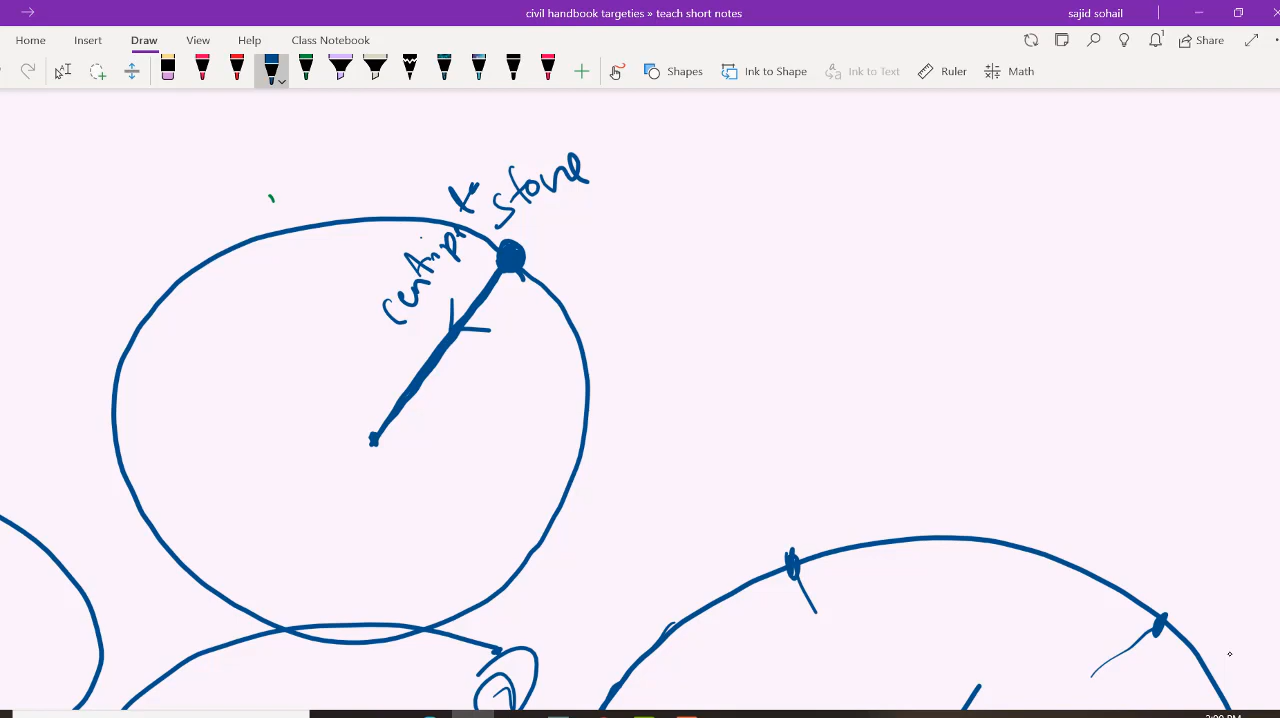 civil handbook targeties » teach short notes
sajid sohail
Home Insert Draw View Help Class Notebook
1
Share
Shapes Ink to Shape Ink to Text Ruler Math
stone